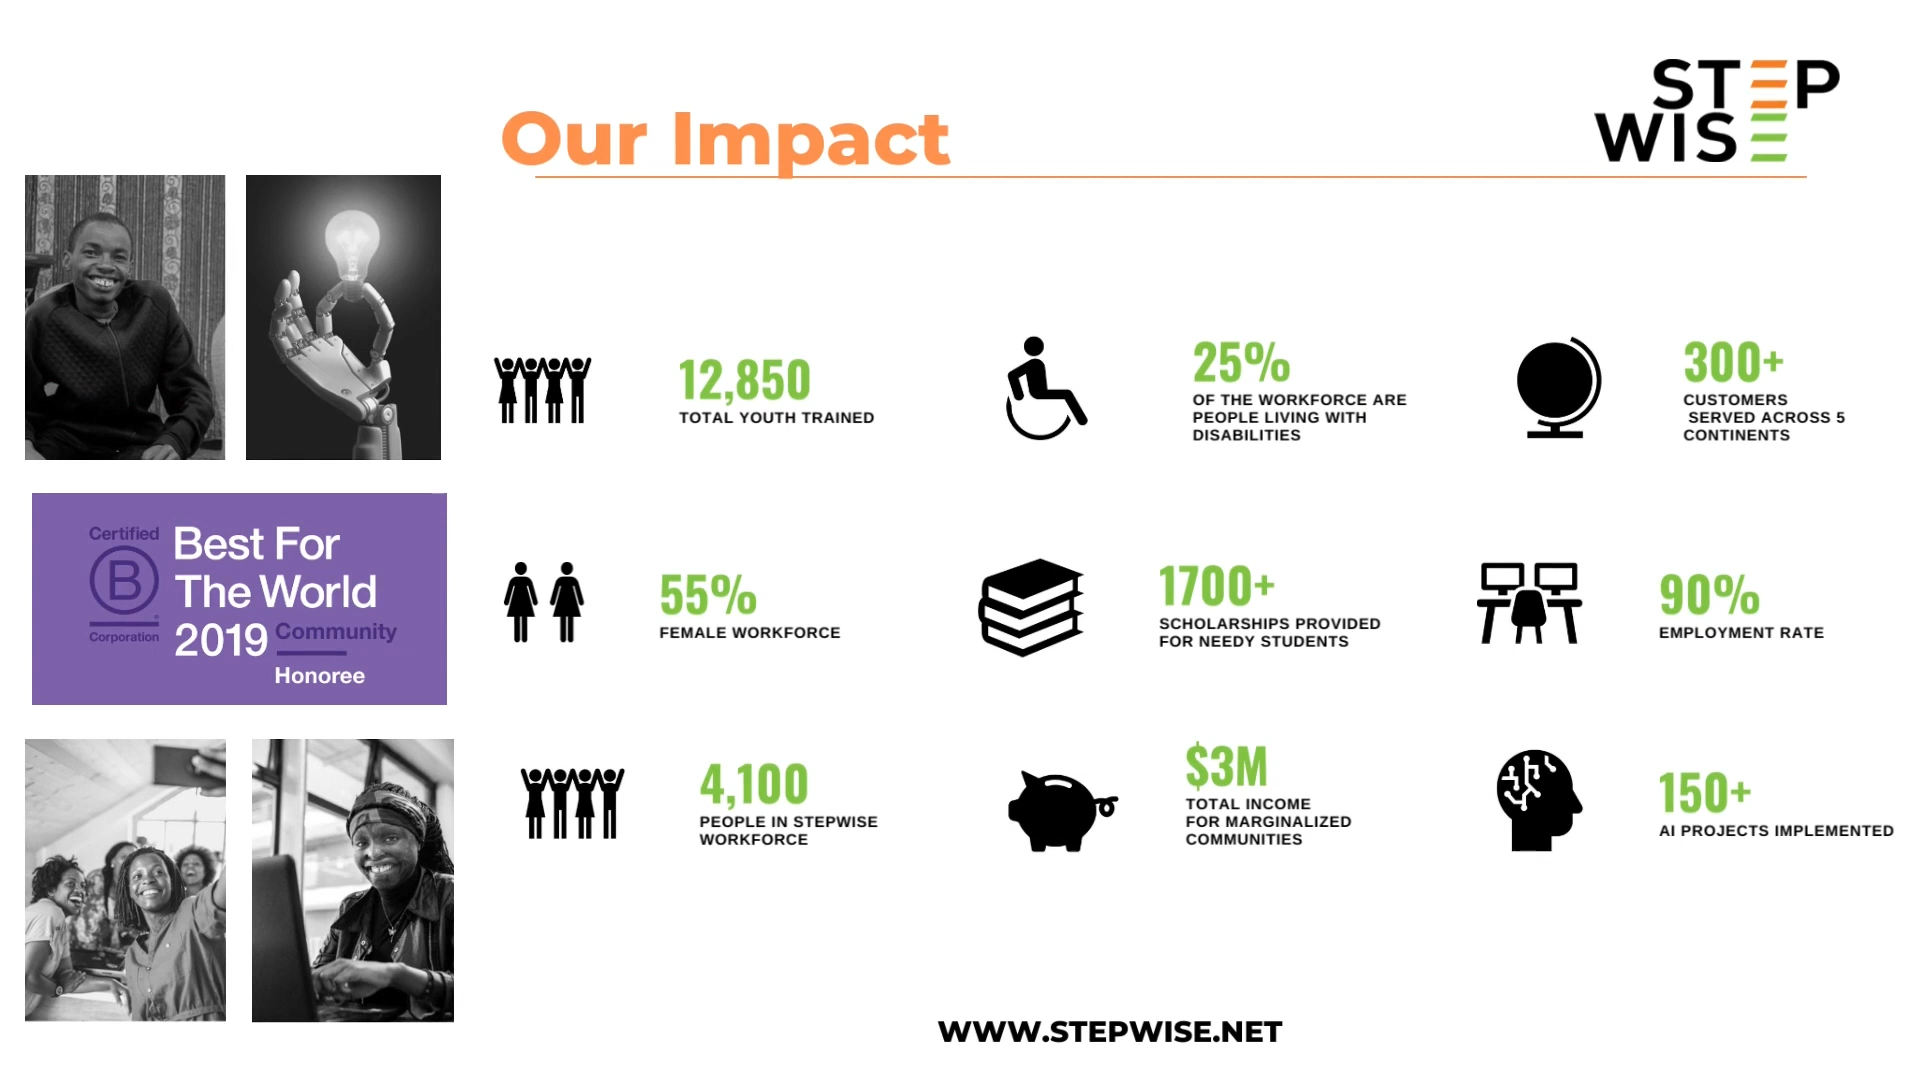 STEP
WISE
Our Impact
12,850
TOTAL YOUTH TRAINED
25%
OF THE WORKFORCE ARE
PEOPLE LIVING WITH
DISABILITIES
300+
CUSTOMERS
SERVED ACROSS 5
CONTINENTS
Certified
B
®
Corporation
Best For
The World
2019 Community
Honoree
55%
FEMALE WORKFORCE
1700+
SCHOLARSHIPS PROVIDED
FOR NEEDY STUDENTS
90%
EMPLOYMENT RATE
4,100
PEOPLE IN STEPWISE
WORKFORCE
$3M
TOTAL INCOME
FOR MARGINALIZED
COMMUNITIES
150+
AI PROJECTS IMPLEMENTED
WWW.STEPWISE.NET